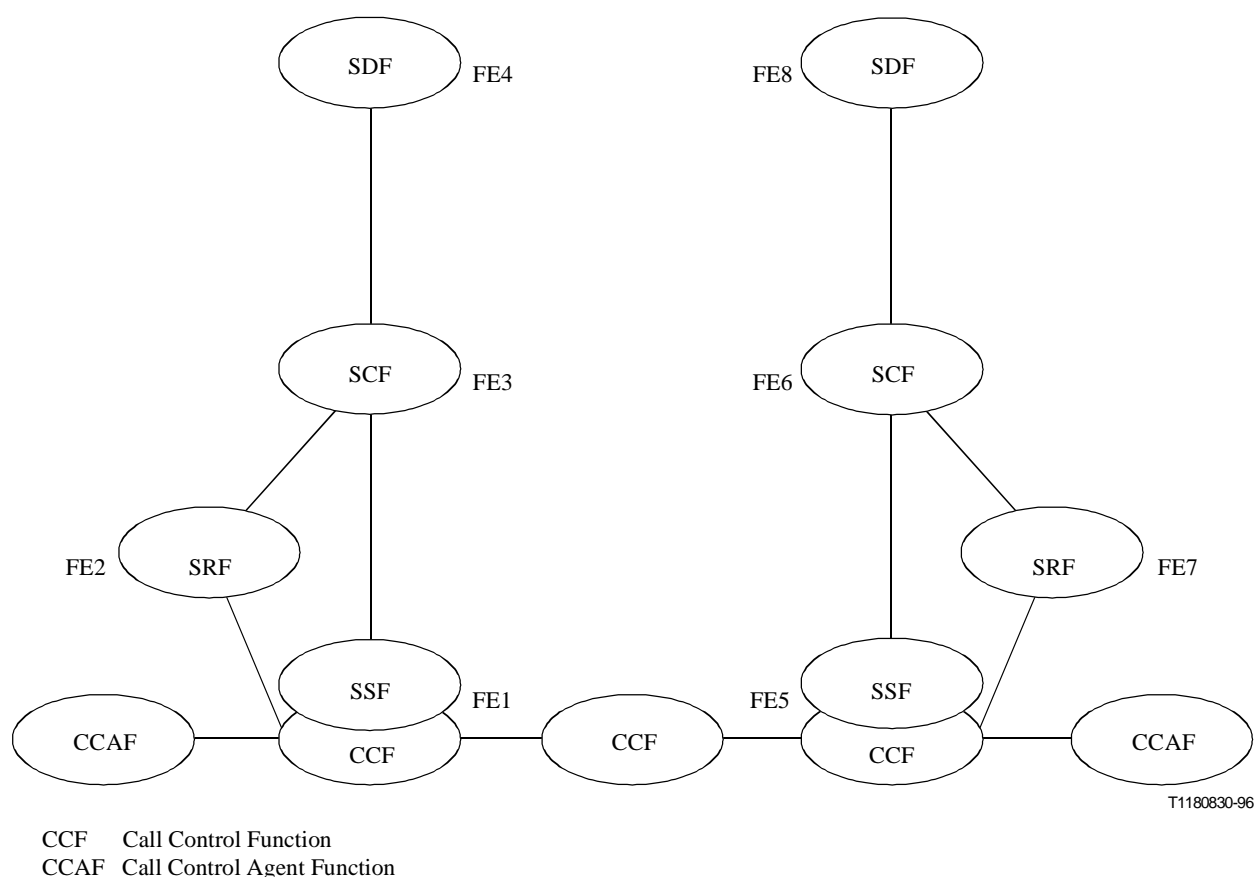 SDF FE4 FE8 SDF
SCF FE3 FE6 SCF
FE2 SRF SRF FE7
SSF FE1 FE5 SSF
CCAF CCF CCF CCF CCAF
T1180830-96
CCF Call Control Function
CCAF Call Control Agent Function